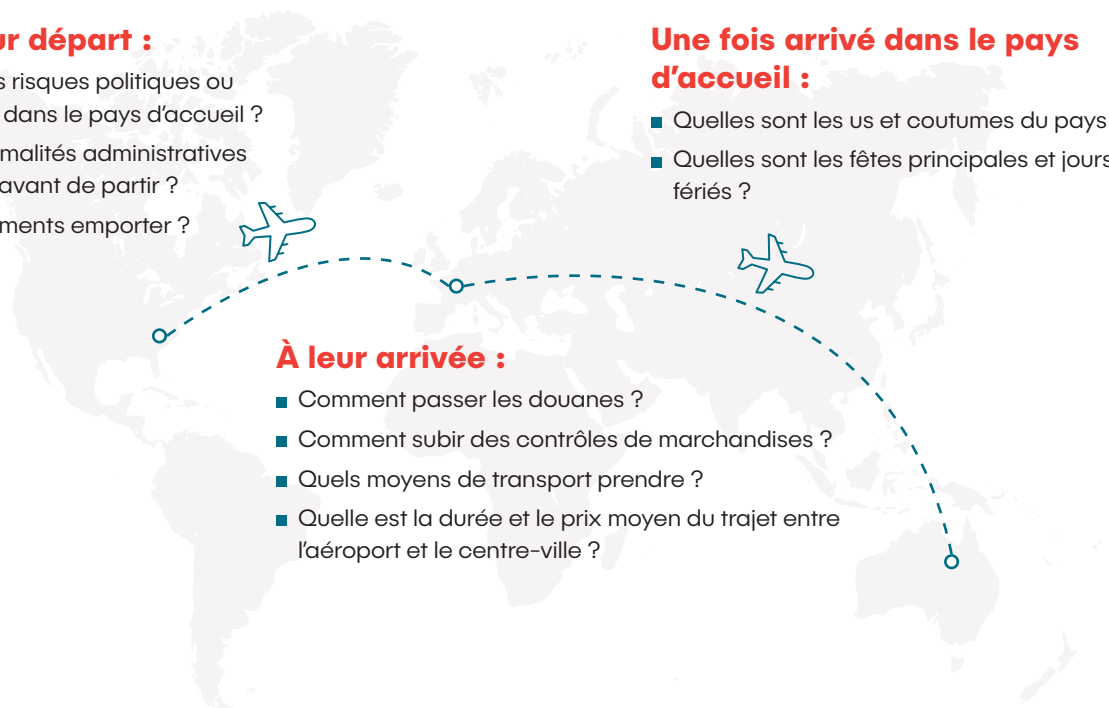 ur départ :
s risques politiques ou
dans le pays d'accueil ?
malités administratives
avant de partir ?
ments emporter ?
Une fois arrivé dans le pays
d'accueil :
Quelles sont les us et coutumes du pays
Quelles sont les fêtes principales et jours
fériés ?
À leur arrivée :
Comment passer les douanes ?
Comment subir des contrôles de marchandises ?
Quels moyens de transport prendre ?
Quelle est la durée et le prix moyen du trajet entre
l'aéroport et le centre-ville ?